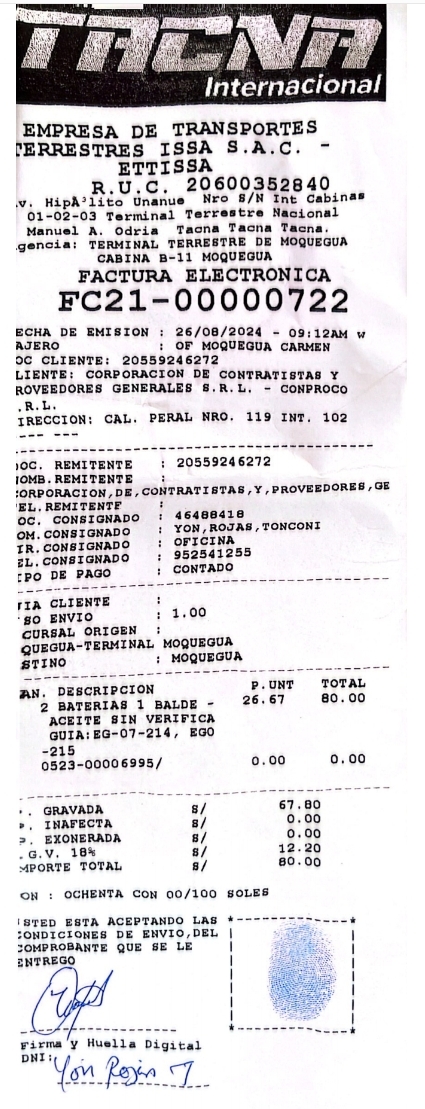 TACNA
Internacional
EMPRESA DE TRANSPORTES
TERRESTRES ISSA S.A.C. -
ETTISSA
R.U.C. 20600352840
v. HipÃ³lito Unanue Nro S/N Int Cabinas
01-02-03 Terminal Terrestre Nacional
Manuel A. Odria Tacna Tacna Tacna.
gencia: TERMINAL TERRESTRE DE MOQUEGUA
CABINA B-11 MOQUEGUA
FACTURA ELECTRONICA
FC21-00000722
ECHA DE EMISION : 26/08/2024 - 09:12AM w
AJERO : OF MOQUEGUA CARMEN
OC CLIENTE: 20559246272
LIENTE: CORPORACION DE CONTRATISTAS Y
ROVEEDORES GENERALES S.R.L. - CONPROCO
.R.L.
IRECCION: CAL. PERAL NRO. 119 INT. 102
--- ---
DOC. REMITENTE : 20559246272
NOMB.REMITENTE :
CORPORACION,DE,CONTRATISTAS,Y,PROVEEDORES,GE
EL.REMITENTE :
OC. CONSIGNADO : 46488418
OM.CONSIGNADO : YON,ROJAS,TONCONI
IR.CONSIGNADO : OFICINA
EL.CONSIGNADO : 952541255
IPO DE PAGO : CONTADO
UIA CLIENTE :
SO ENVIO : 1.00
CURSAL ORIGEN :
QUEGUA-TERMINAL MOQUEGUA
STINO : MOQUEGUA
AN. DESCRIPCION P.UNT TOTAL
2 BATERIAS 1 BALDE - 26.67 80.00
ACEITE SIN VERIFICA
GUIA:EG-07-214, EGO
-215
0523-00006995/ 0.00 0.00
. GRAVADA S/ 67.80
. INAFECTA S/ 0.00
. EXONERADA S/ 0.00
.G.V. 18% S/ 12.20
MPORTE TOTAL S/ 80.00
ON : OCHENTA CON 00/100 SOLES
USTED ESTA ACEPTANDO LAS
CONDICIONES DE ENVIO,DEL
COMPROBANTE QUE SE LE
ENTREGO
Firma y Huella Digital
DNI:
Yon Rojas T